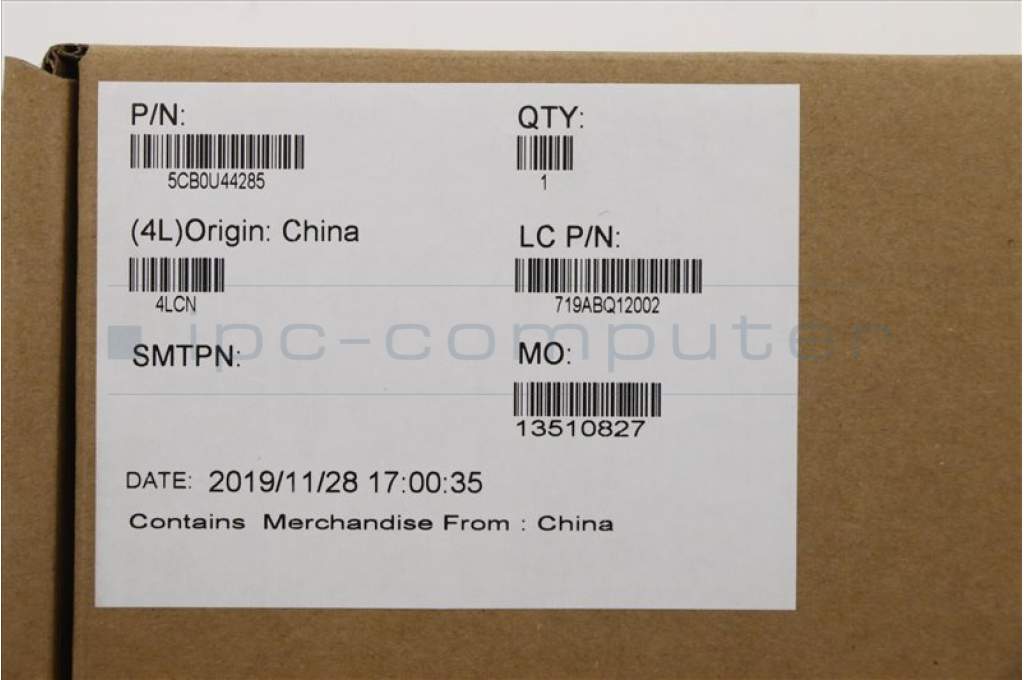 P/N:
5CB0U44285
QTY:
1
(4L)Origin: China
4LCN
LC P/N:
719ABQ12002
ipc-computer
SMTPN:
MO:
13510827
DATE: 2019/11/28 17:00:35
Contains Merchandise From : China